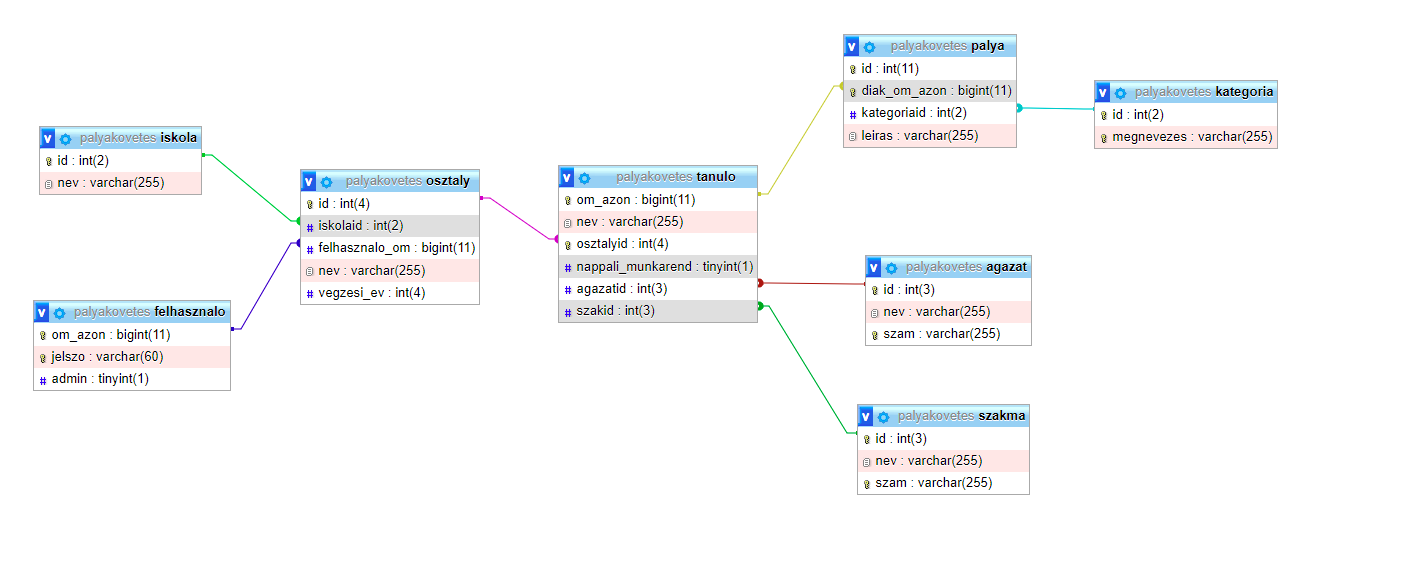 palyakovetes iskola
id : int(2)
nev : varchar(255)
palyakovetes felhasznalo
om_azon : bigint(11)
jelszo : varchar(60)
admin : tinyint(1)
palyakovetes osztaly
id : int(4)
iskolaid : int(2)
felhasznalo_om : bigint(11)
nev : varchar(255)
vegzesi_ev : int(4)
palyakovetes tanulo
om_azon : bigint(11)
nev : varchar(255)
osztalyid : int(4)
nappali_munkarend : tinyint(1)
agazatid : int(3)
szakid : int(3)
palyakovetes palya
id : int(11)
diak_om_azon : bigint(11)
kategoriaid : int(2)
leiras : varchar(255)
palyakovetes kategoria
id : int(2)
megnevezes : varchar(255)
palyakovetes agazat
id : int(3)
nev : varchar(255)
szam : varchar(255)
palyakovetes szakma
id : int(3)
nev : varchar(255)
szam : varchar(255)